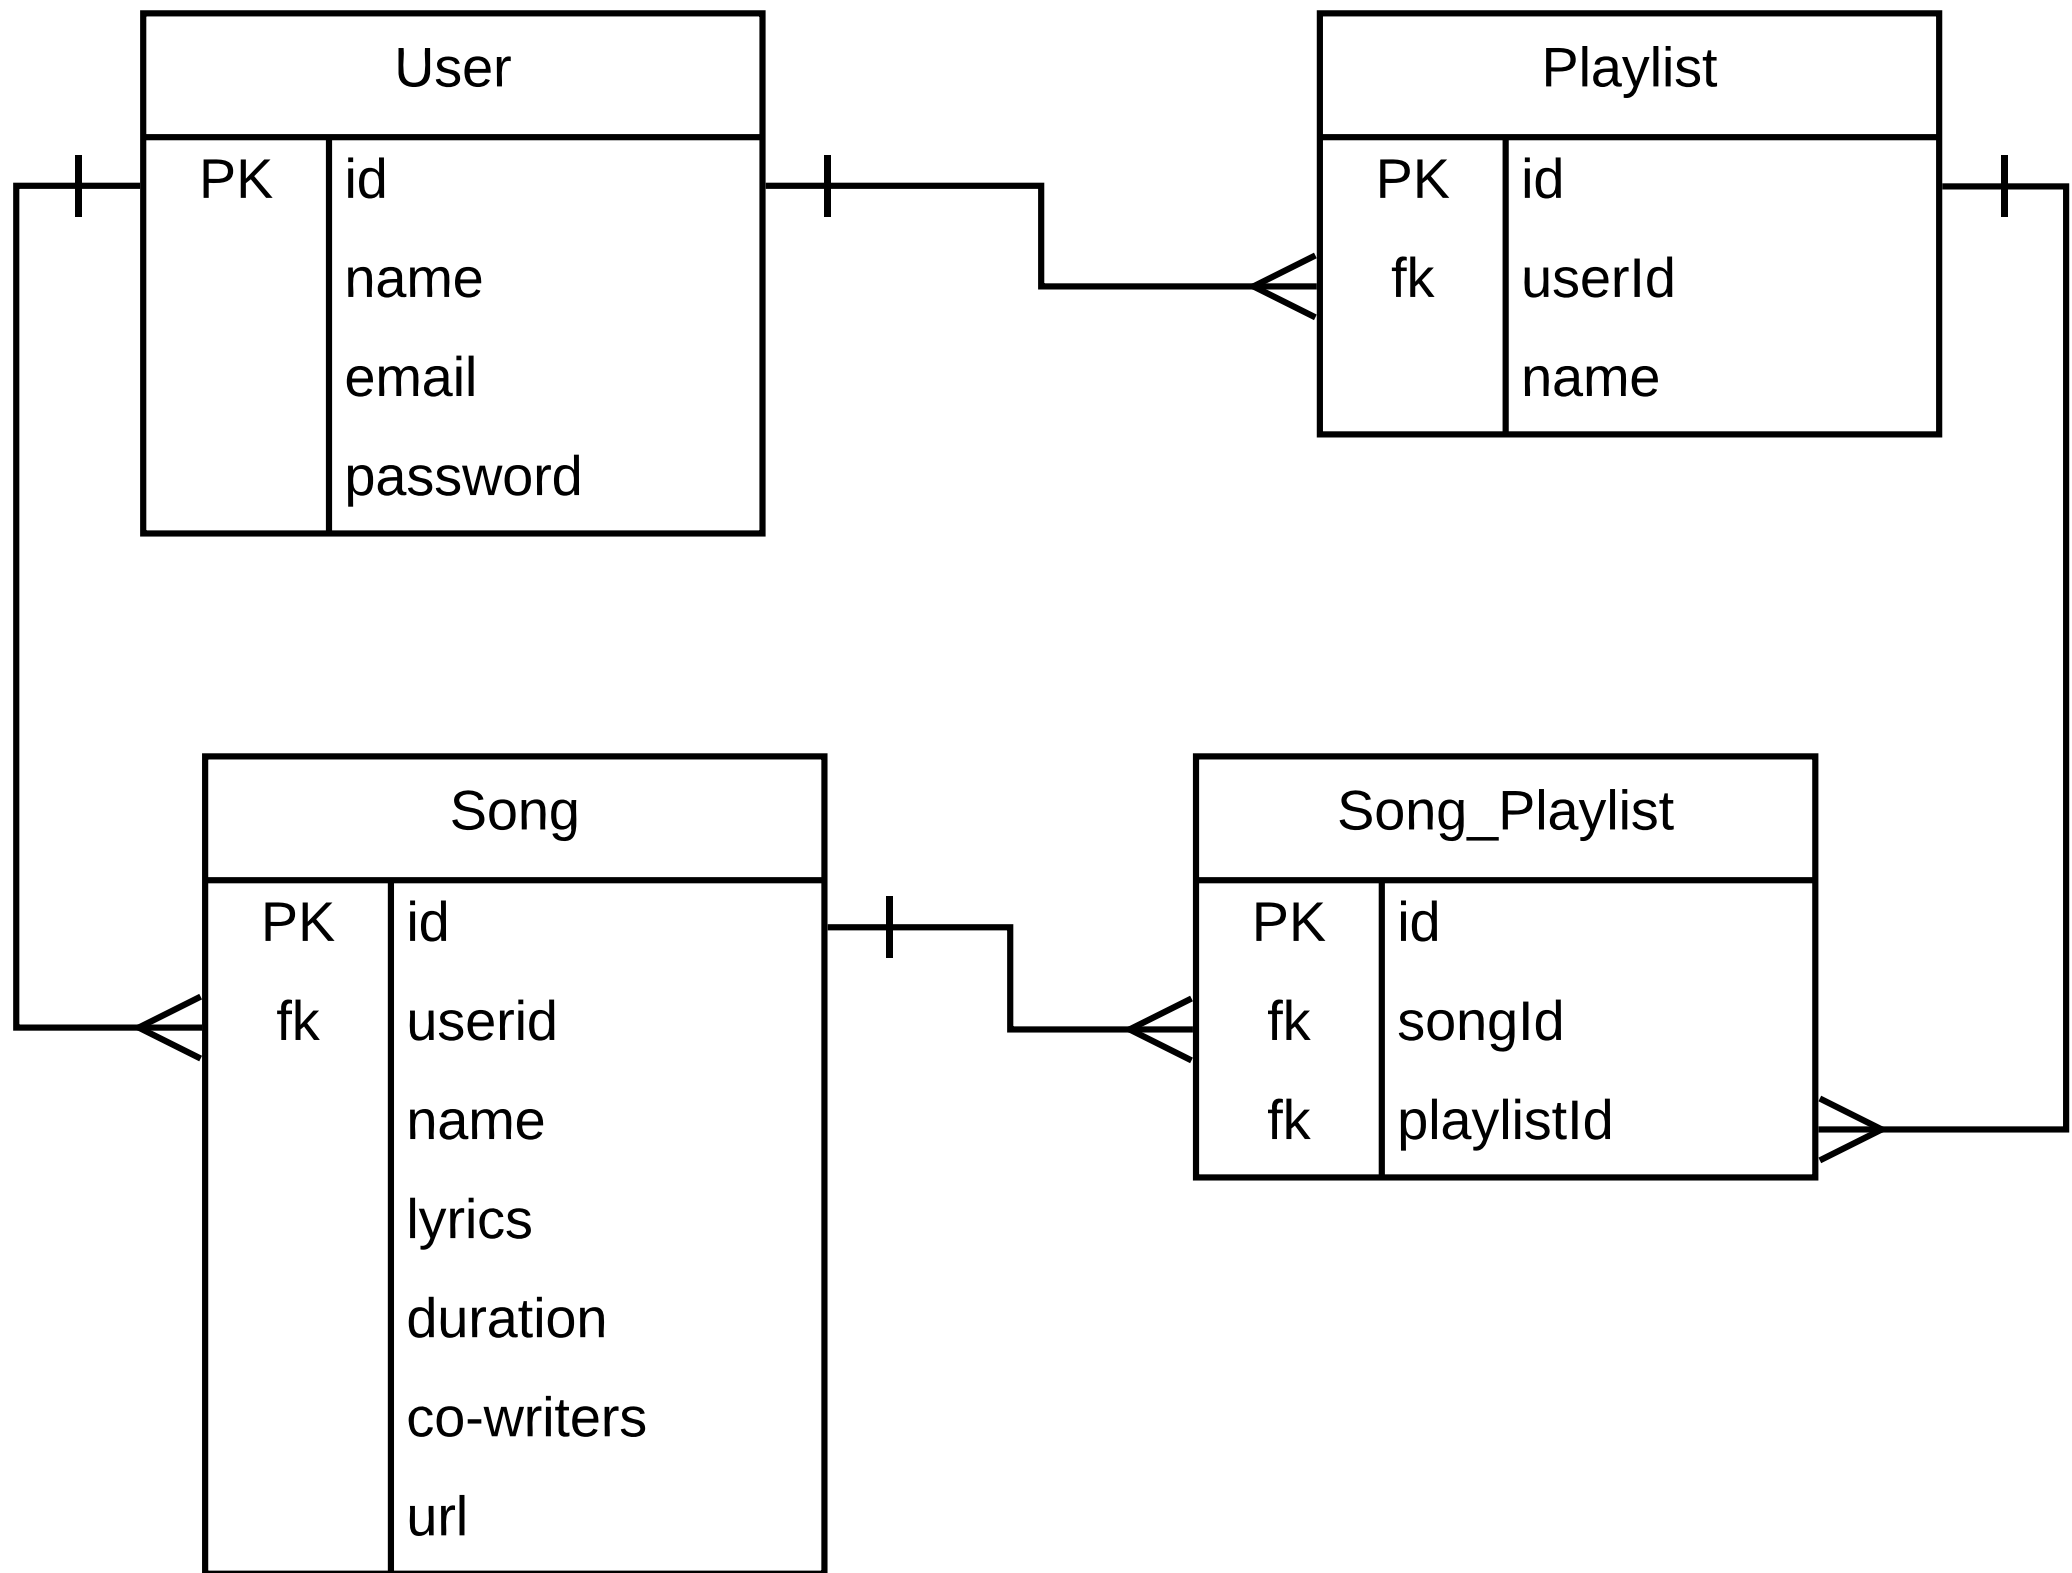 User
PK id
name
email
password
Playlist
PK id
fk userId
name
Song
PK id
fk userid
name
lyrics
duration
co-writers
url
Song_Playlist
PK id
fk songId
fk playlistId